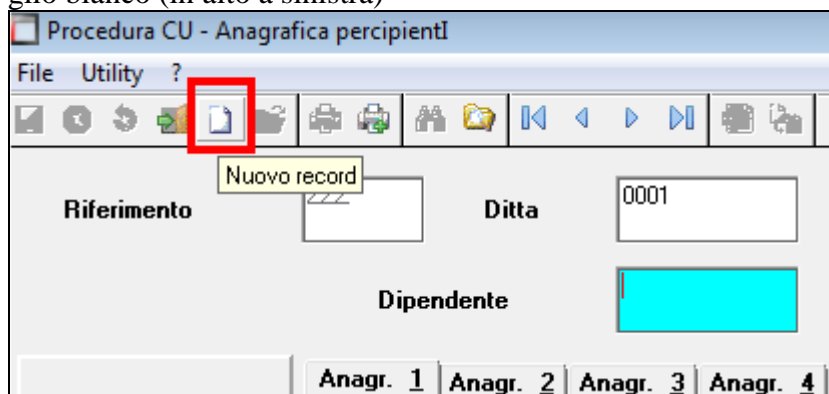 glio bianco (in alto a sinistra)
Procedura CU - Anagrafica percipientI
File Utility ?
Nuovo record
Riferimento 222 Ditta 0001
Dipendente
Anagr. 1 Anagr. 2 Anagr. 3 Anagr. 4